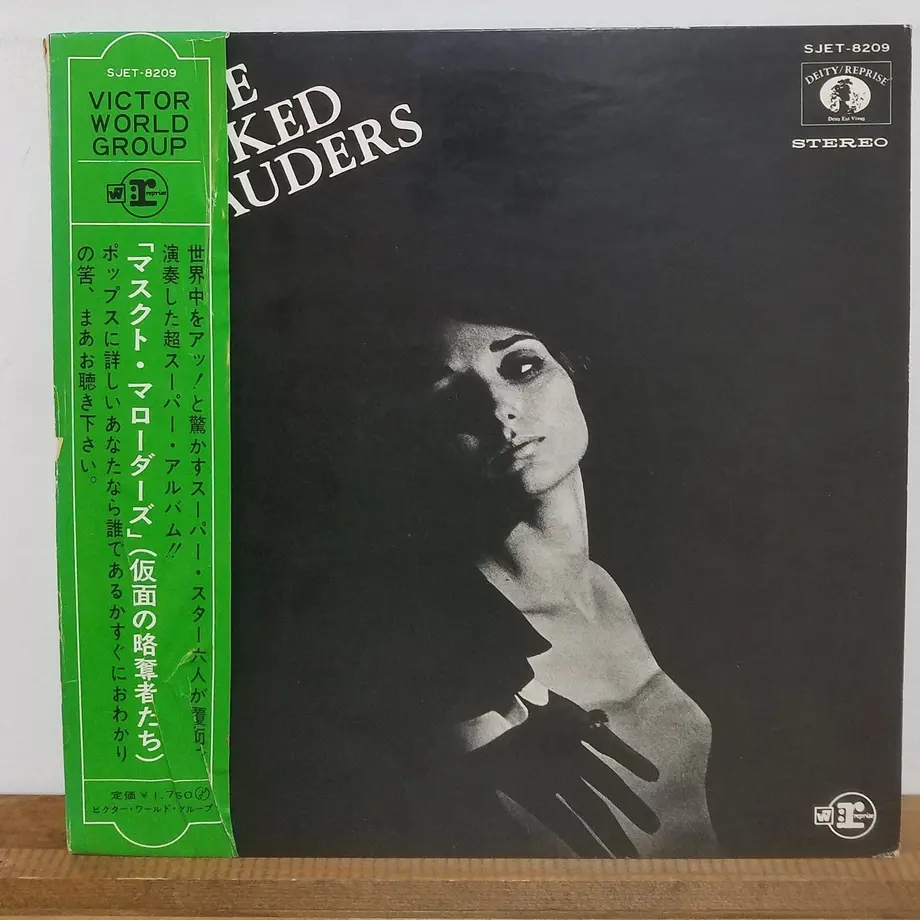 SJET-8209
VICTOR
WORLD
GROUP
W
r
reprise
世界中をアッ!と驚かすスーパー・スター六人が覆面
演奏した超スーパー・アルバム!!
「マスクト・マローダーズ」(仮面の略奪者たち)
ポップスに詳しいあなたなら誰であるかすぐにおわかり
の筈、まあお聴き下さい。
定価¥1,750
ビクター・ワールド・グループ
E
KED
AUDERS
SJET-8209
DEITY/REPRISE
Deus Est Vivus
STEREO
W
r
reprise